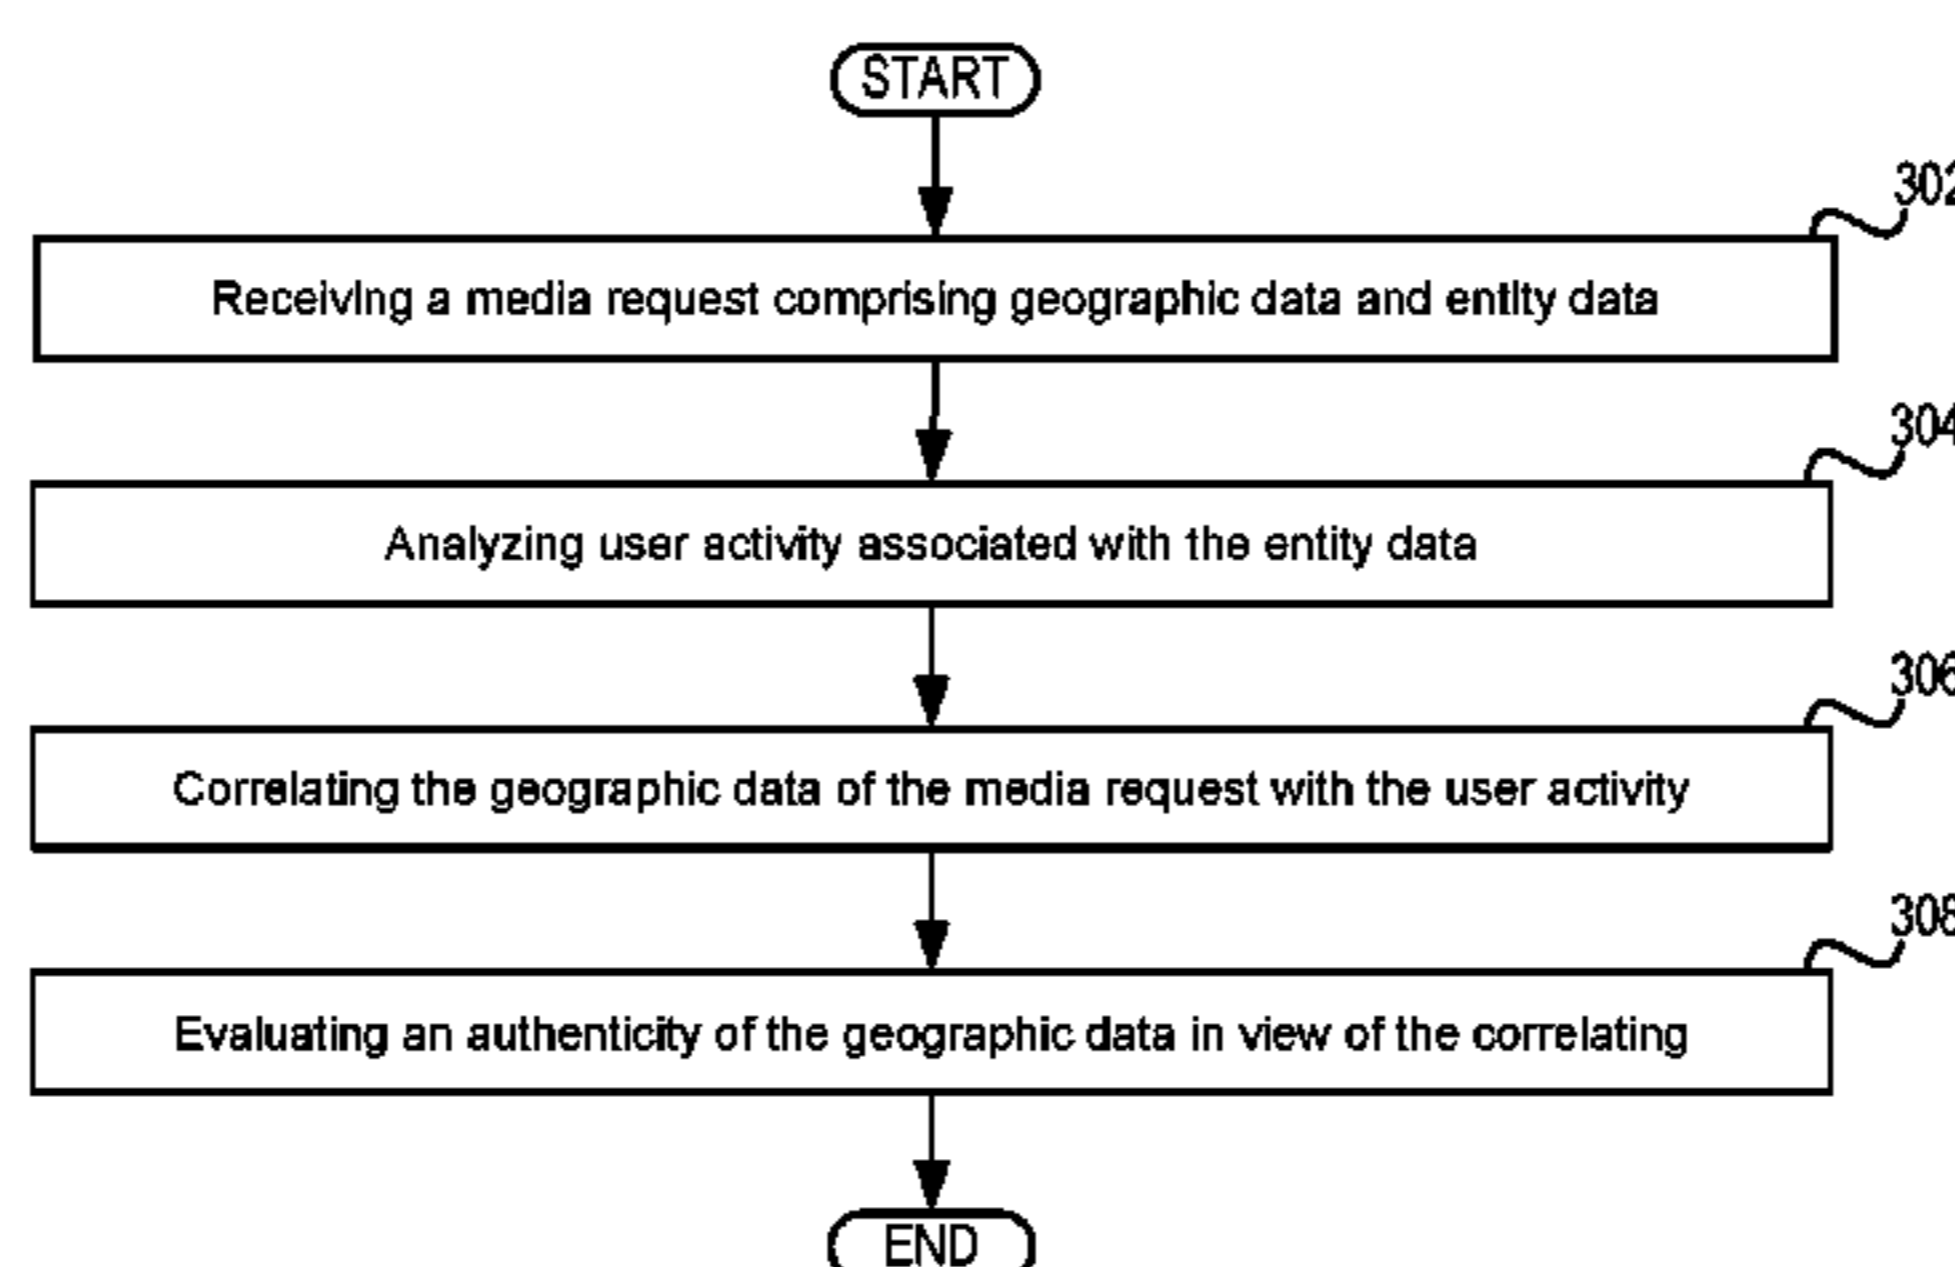 START
302
Receiving a media request comprising geographic data and entity data
304
Analyzing user activity associated with the entity data
306
Correlating the geographic data of the media request with the user activity
308
Evaluating an authenticity of the geographic data in view of the correlating
END